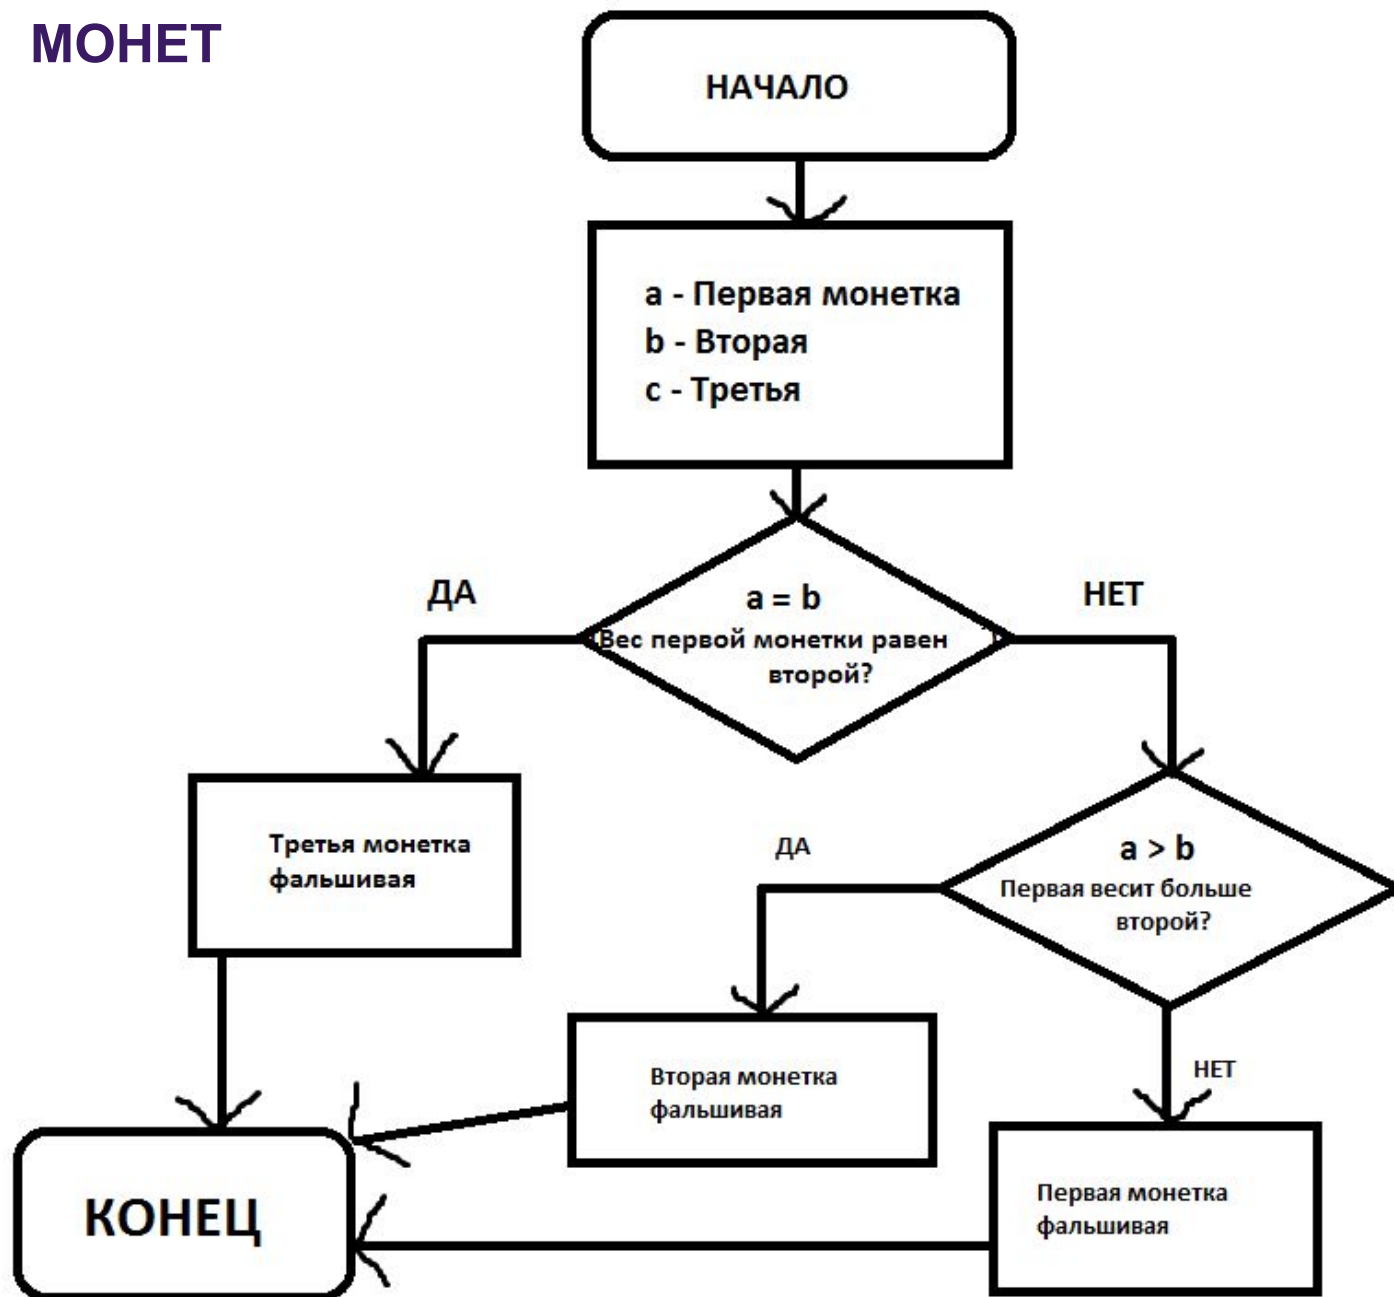 МОНЕТ
НАЧАЛО
a - Первая монетка
b - Вторая
c - Третья
ДА
a = b
НЕТ
Вес первой монетки равен
второй?
Третья монетка
фальшивая
ДА
a > b
Первая весит больше
второй?
Вторая монетка
фальшивая
НЕТ
Первая монетка
фальшивая
КОНЕЦ